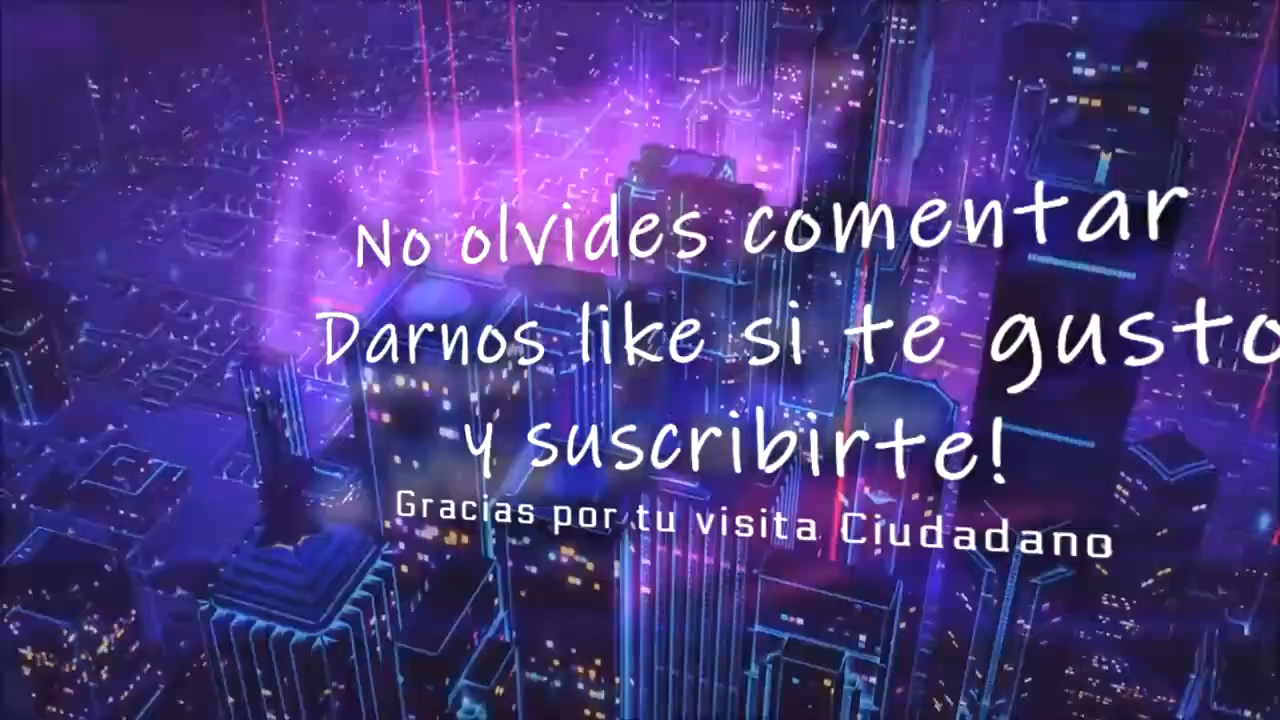 No olvides comentar
Darnos like si te gusto
y suscribirte!
Gracias por tu visita Ciudadano